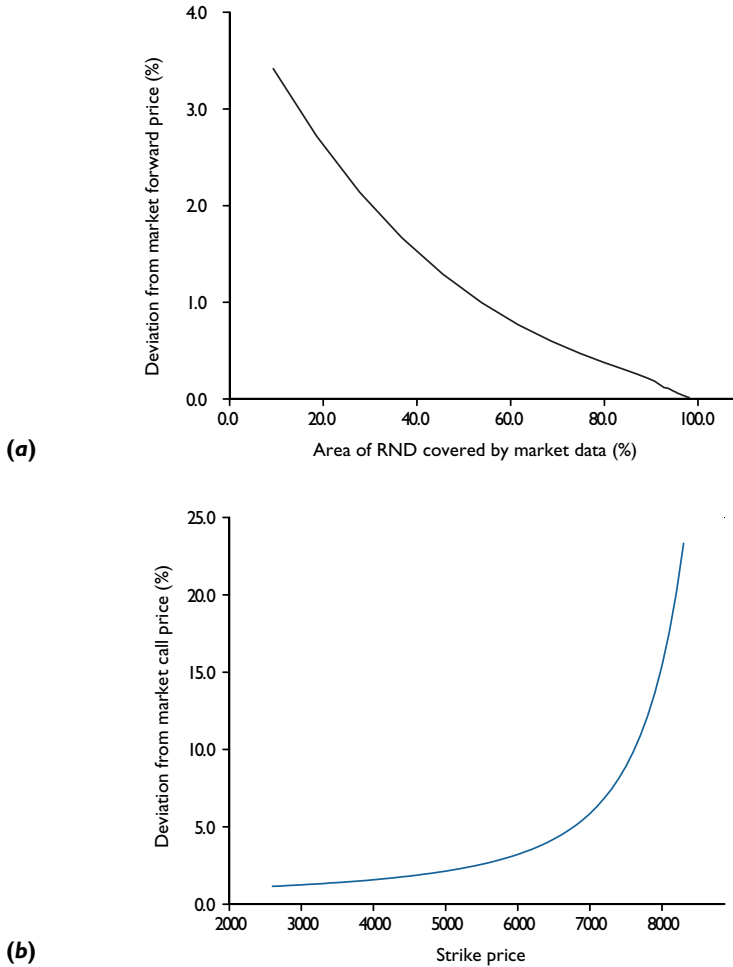 4.0
3.0
2.0
1.0
0.0
Deviation from market forward price (%)
0.0 20.0 40.0 60.0 80.0 100.0
Area of RND covered by market data (%)
(a)
25.0
20.0
15.0
10.0
5.0
0.0
Deviation from market call price (%)
2000 3000 4000 5000 6000 7000 8000
Strike price
(b)